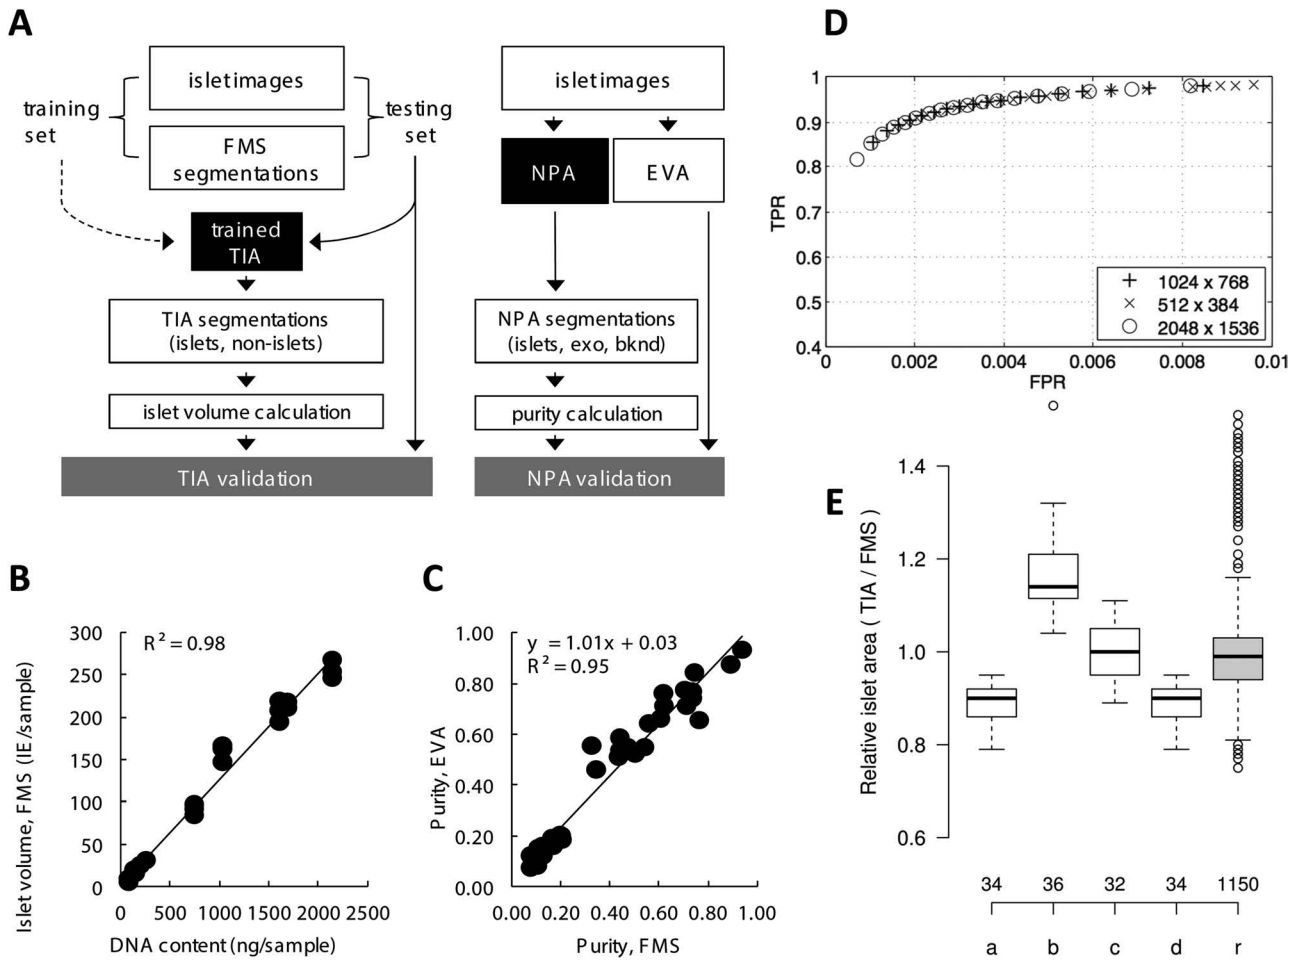 A
islet images
training
set
testing
set
FMS
segmentations
trained
TIA
TIA segmentations
(islets, non-islets)
islet volume calculation
TIA validation
islet images
NPA
EVA
NPA segmentations
(islets, exo, bknd)
purity calculation
NPA validation
D
1
0.9
0.8
0.7
0.6
0.5
0.4
TPR
0
0.002
0.004
0.006
0.008
0.01
FPR
1024 x 768
512 x 384
2048 x 1536
B
R² = 0.98
300
250
200
150
100
50
0
Islet volume, FMS (IE/sample)
0 500 1000 1500 2000 2500
DNA content (ng/sample)
C
y = 1.01x + 0.03
R² = 0.95
1.00
0.80
0.60
0.40
0.20
0.00
Purity, EVA
0.00 0.20 0.40 0.60 0.80 1.00
Purity, FMS
E
1.4
1.2
1.0
0.8
0.6
Relative islet area ( TIA / FMS )
34 36 32 34 1150
a b c d r